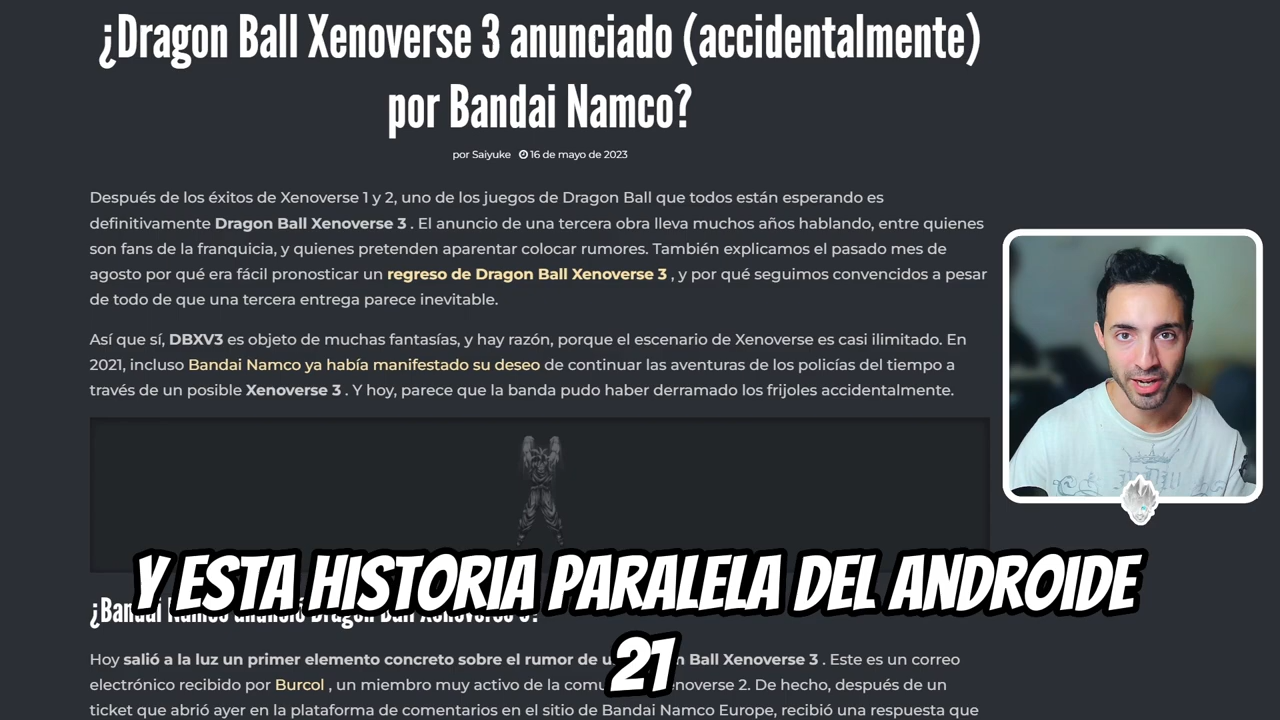 ¿Dragon Ball Xenoverse 3 anunciado (accidentalmente)
por Bandai Namco?
por Saiyuke 16 de mayo de 2023
Después de los éxitos de Xenoverse 1 y 2, uno de los juegos de Dragon Ball que todos están esperando es
definitivamente Dragon Ball Xenoverse 3 . El anuncio de una tercera obra lleva muchos años hablando, entre quienes
son fans de la franquicia, y quienes pretenden aparentar colocar rumores. También explicamos el pasado mes de
agosto por qué era fácil pronosticar un regreso de Dragon Ball Xenoverse 3 , y por qué seguimos convencidos a pesar
de todo de que una tercera entrega parece inevitable.
Así que sí, DBXV3 es objeto de muchas fantasías, y hay razón, porque el escenario de Xenoverse es casi ilimitado. En
2021, incluso Bandai Namco ya había manifestado su deseo de continuar las aventuras de los policías del tiempo a
través de un posible Xenoverse 3 . Y hoy, parece que la banda pudo haber derramado los frijoles accidentalmente.
Y ESTA HISTORIA PARALELA DEL ANDROIDE
21
¿Bandai Namco anunció Dragon Ball Xenoverse 3?
Hoy salió a la luz un primer elemento concreto sobre el rumor de Ball Xenoverse 3 . Este es un correo
electrónico recibido por Burcol , un miembro muy activo de la 2. De hecho, después de un
ticket que abrió ayer en la plataforma de comentarios en el sitio de Bandai Namco Europe, recibió una respuesta que